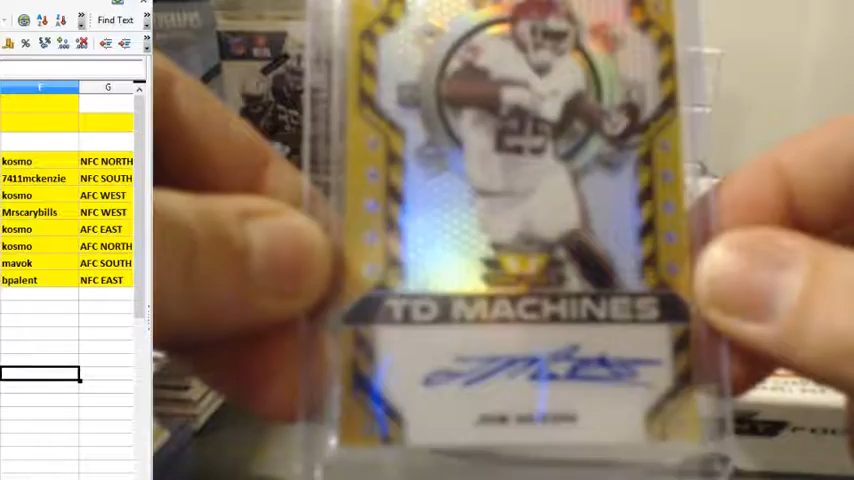 Find Text
F
G
kosmo NFC NORTH
7411mckenzie NFC SOUTH
kosmo AFC WEST
Mrscarybills NFC WEST
kosmo AFC EAST
kosmo AFC NORTH
mavok AFC SOUTH
bpalent NFC EAST
25
TD MACHINES